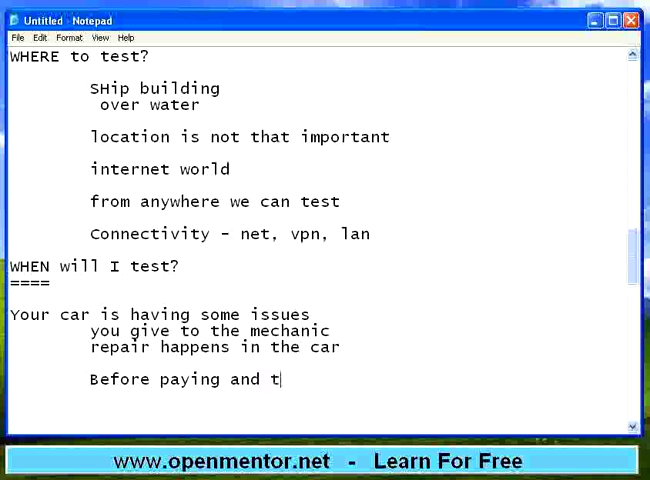 Untitled - Notepad
File Edit Format View Help
WHERE to test?
SHip building
over water
location is not that important
internet world
from anywhere we can test
Connectivity - net, vpn, lan
WHEN will I test?
====
Your car is having some issues
you give to the mechanic
repair happens in the car
Before paying and t
www.openmentor.net - Learn For Free